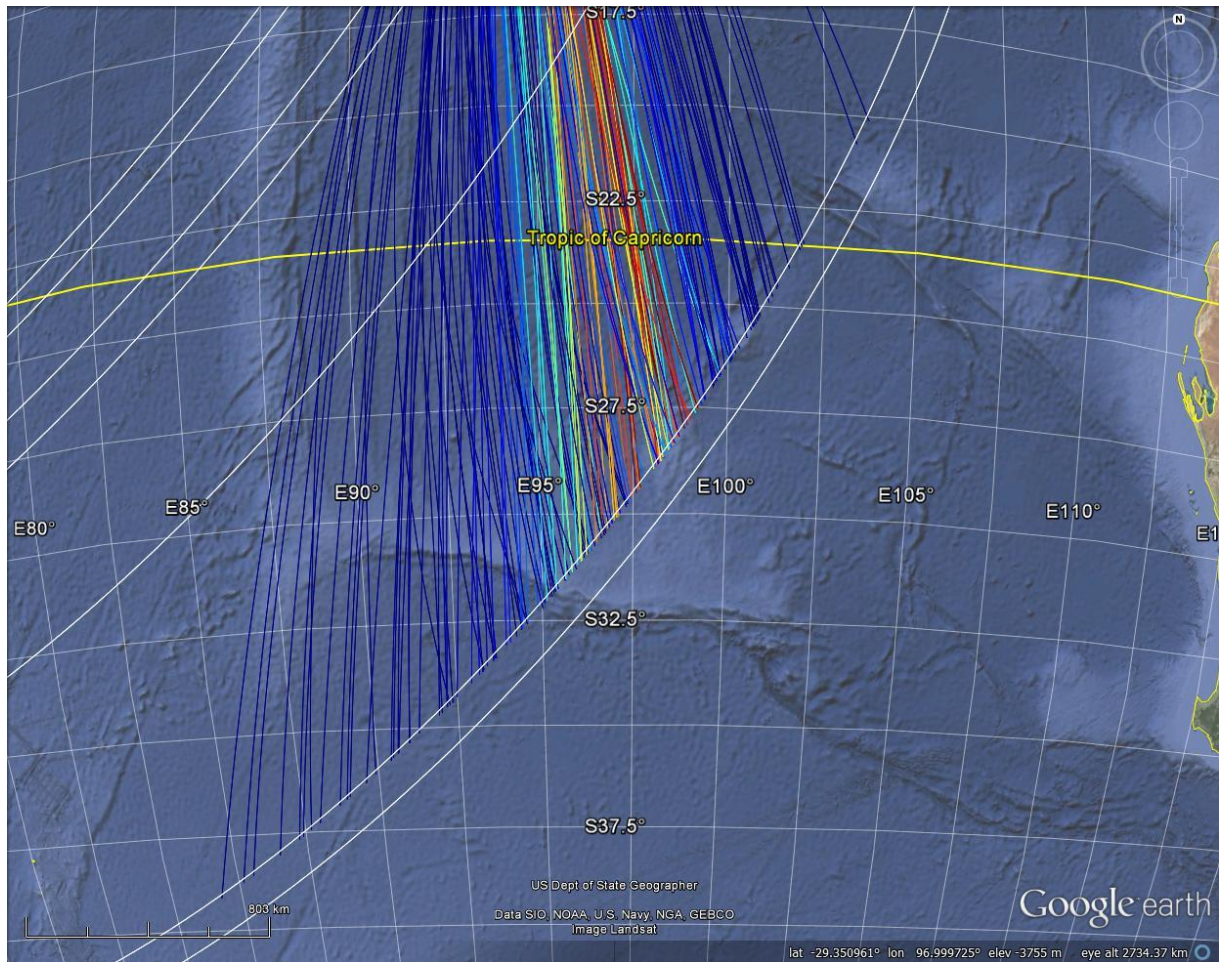 S17.5°
N
S22.5°
Tropic of Capricorn
S27.5°
E80°
E85°
E90°
E95°
E100°
E105°
E110°
E1
S32.5°
S37.5°
US Dept of State Geographer
Data SIO, NOAA, U.S. Navy, NGA, GEBCO
Image Landsat
803 km
Google earth
lat -29.350961° lon 96.999725° elev -3755 m eye alt 2734.37 km